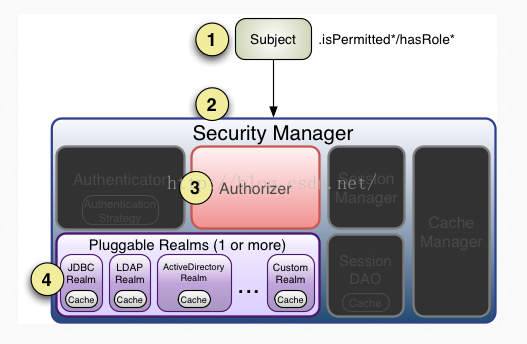 1
Subject
.isPermitted*/hasRole*
2
Security Manager
Authenticator
Authentication
Strategy
3
Authorizer
Session
Manager
Cache
Manager
http://blog.csdn.net/
Pluggable Realms (1 or more)
4
JDBC
Realm
Cache
LDAP
Realm
Cache
ActiveDirectory
Realm
Cache
...
Custom
Realm
Cache
Session
DAO
Cache